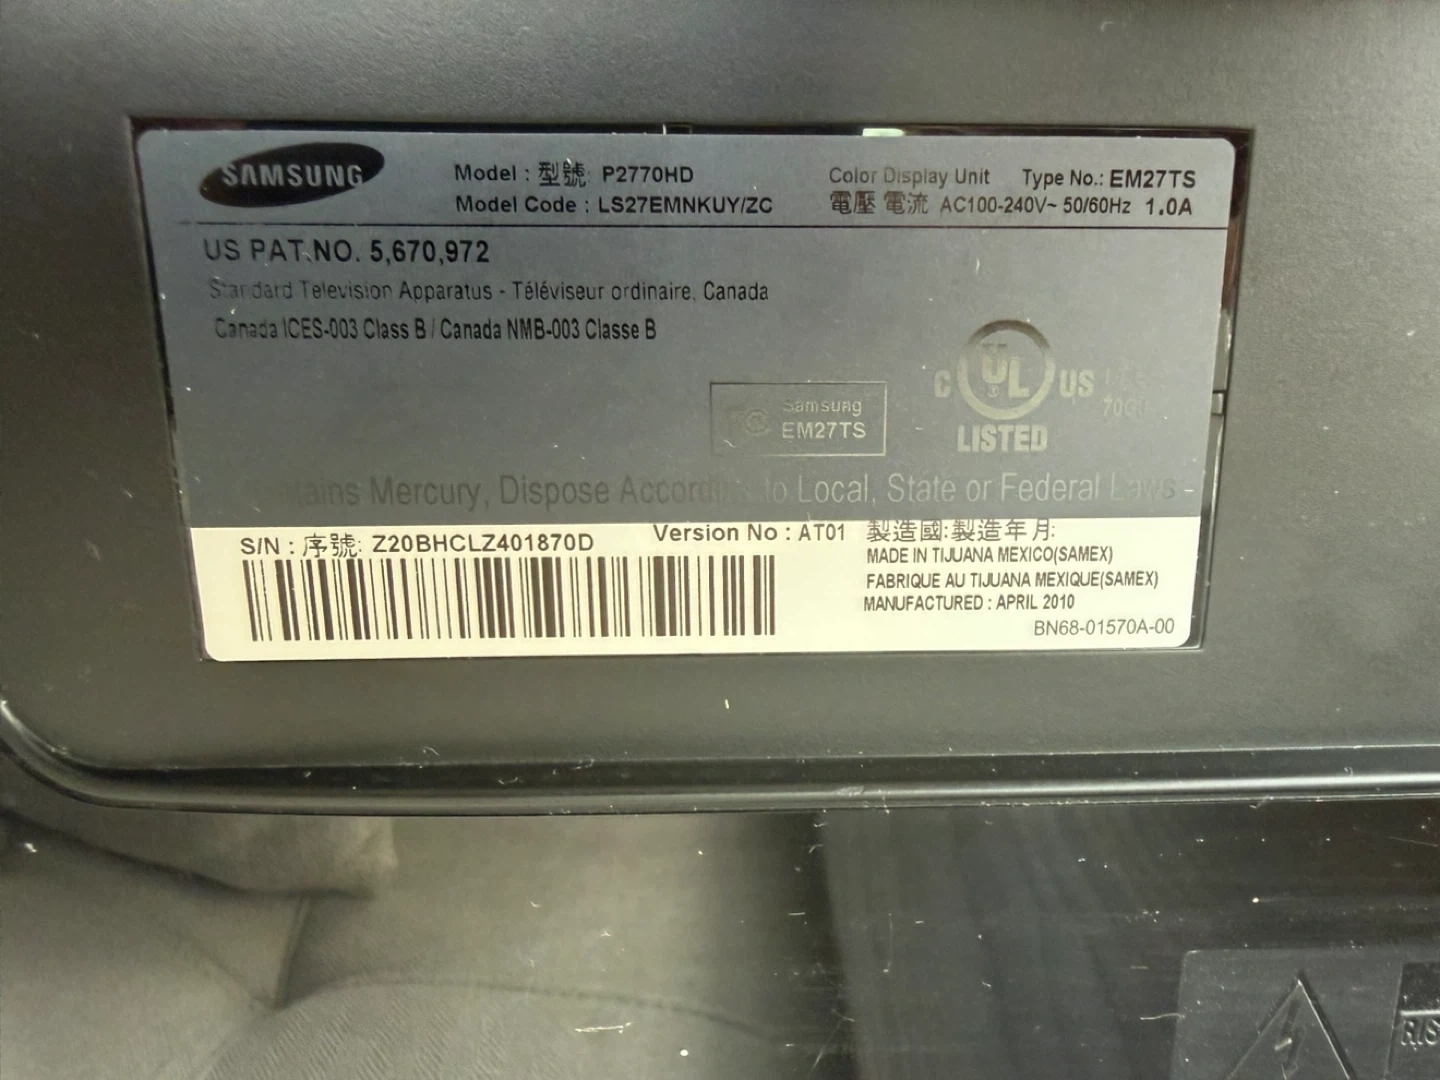 SAMSUNG
Model : 型號: P2770HD
Model Code : LS27EMNKUY/ZC
Color Display Unit Type No.: EM27TS
電壓 電流 AC100-240V~ 50/60Hz 1.0A
US PAT.NO. 5,670,972
Standard Television Apparatus - Téléviseur ordinaire, Canada
Canada ICES-003 Class B / Canada NMB-003 Classe B
C UL US
LISTED
Samsung
EM27TS
Mercury, Dispose According to Local, State or Federal Laws -
S/N : 序號: Z20BHCLZ401870D
Version No : AT01
製造國:製造年月:
MADE IN TIJUANA MEXICO(SAMEX)
FABRIQUE AU TIJUANA MEXIQUE(SAMEX)
MANUFACTURED : APRIL 2010
BN68-01570A-00